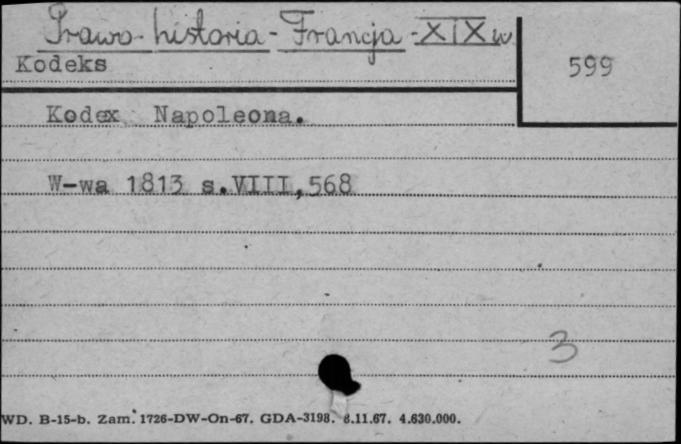 Prawo-historia-Francja-XIX w
Kodeks
599
Kodex Napoleona.
W-wa 1813 s.VIII,568
3
WD. B-15-b. Zam. 1726-DW-On-67. GDA-3198. 8.11.67. 4.630.000.